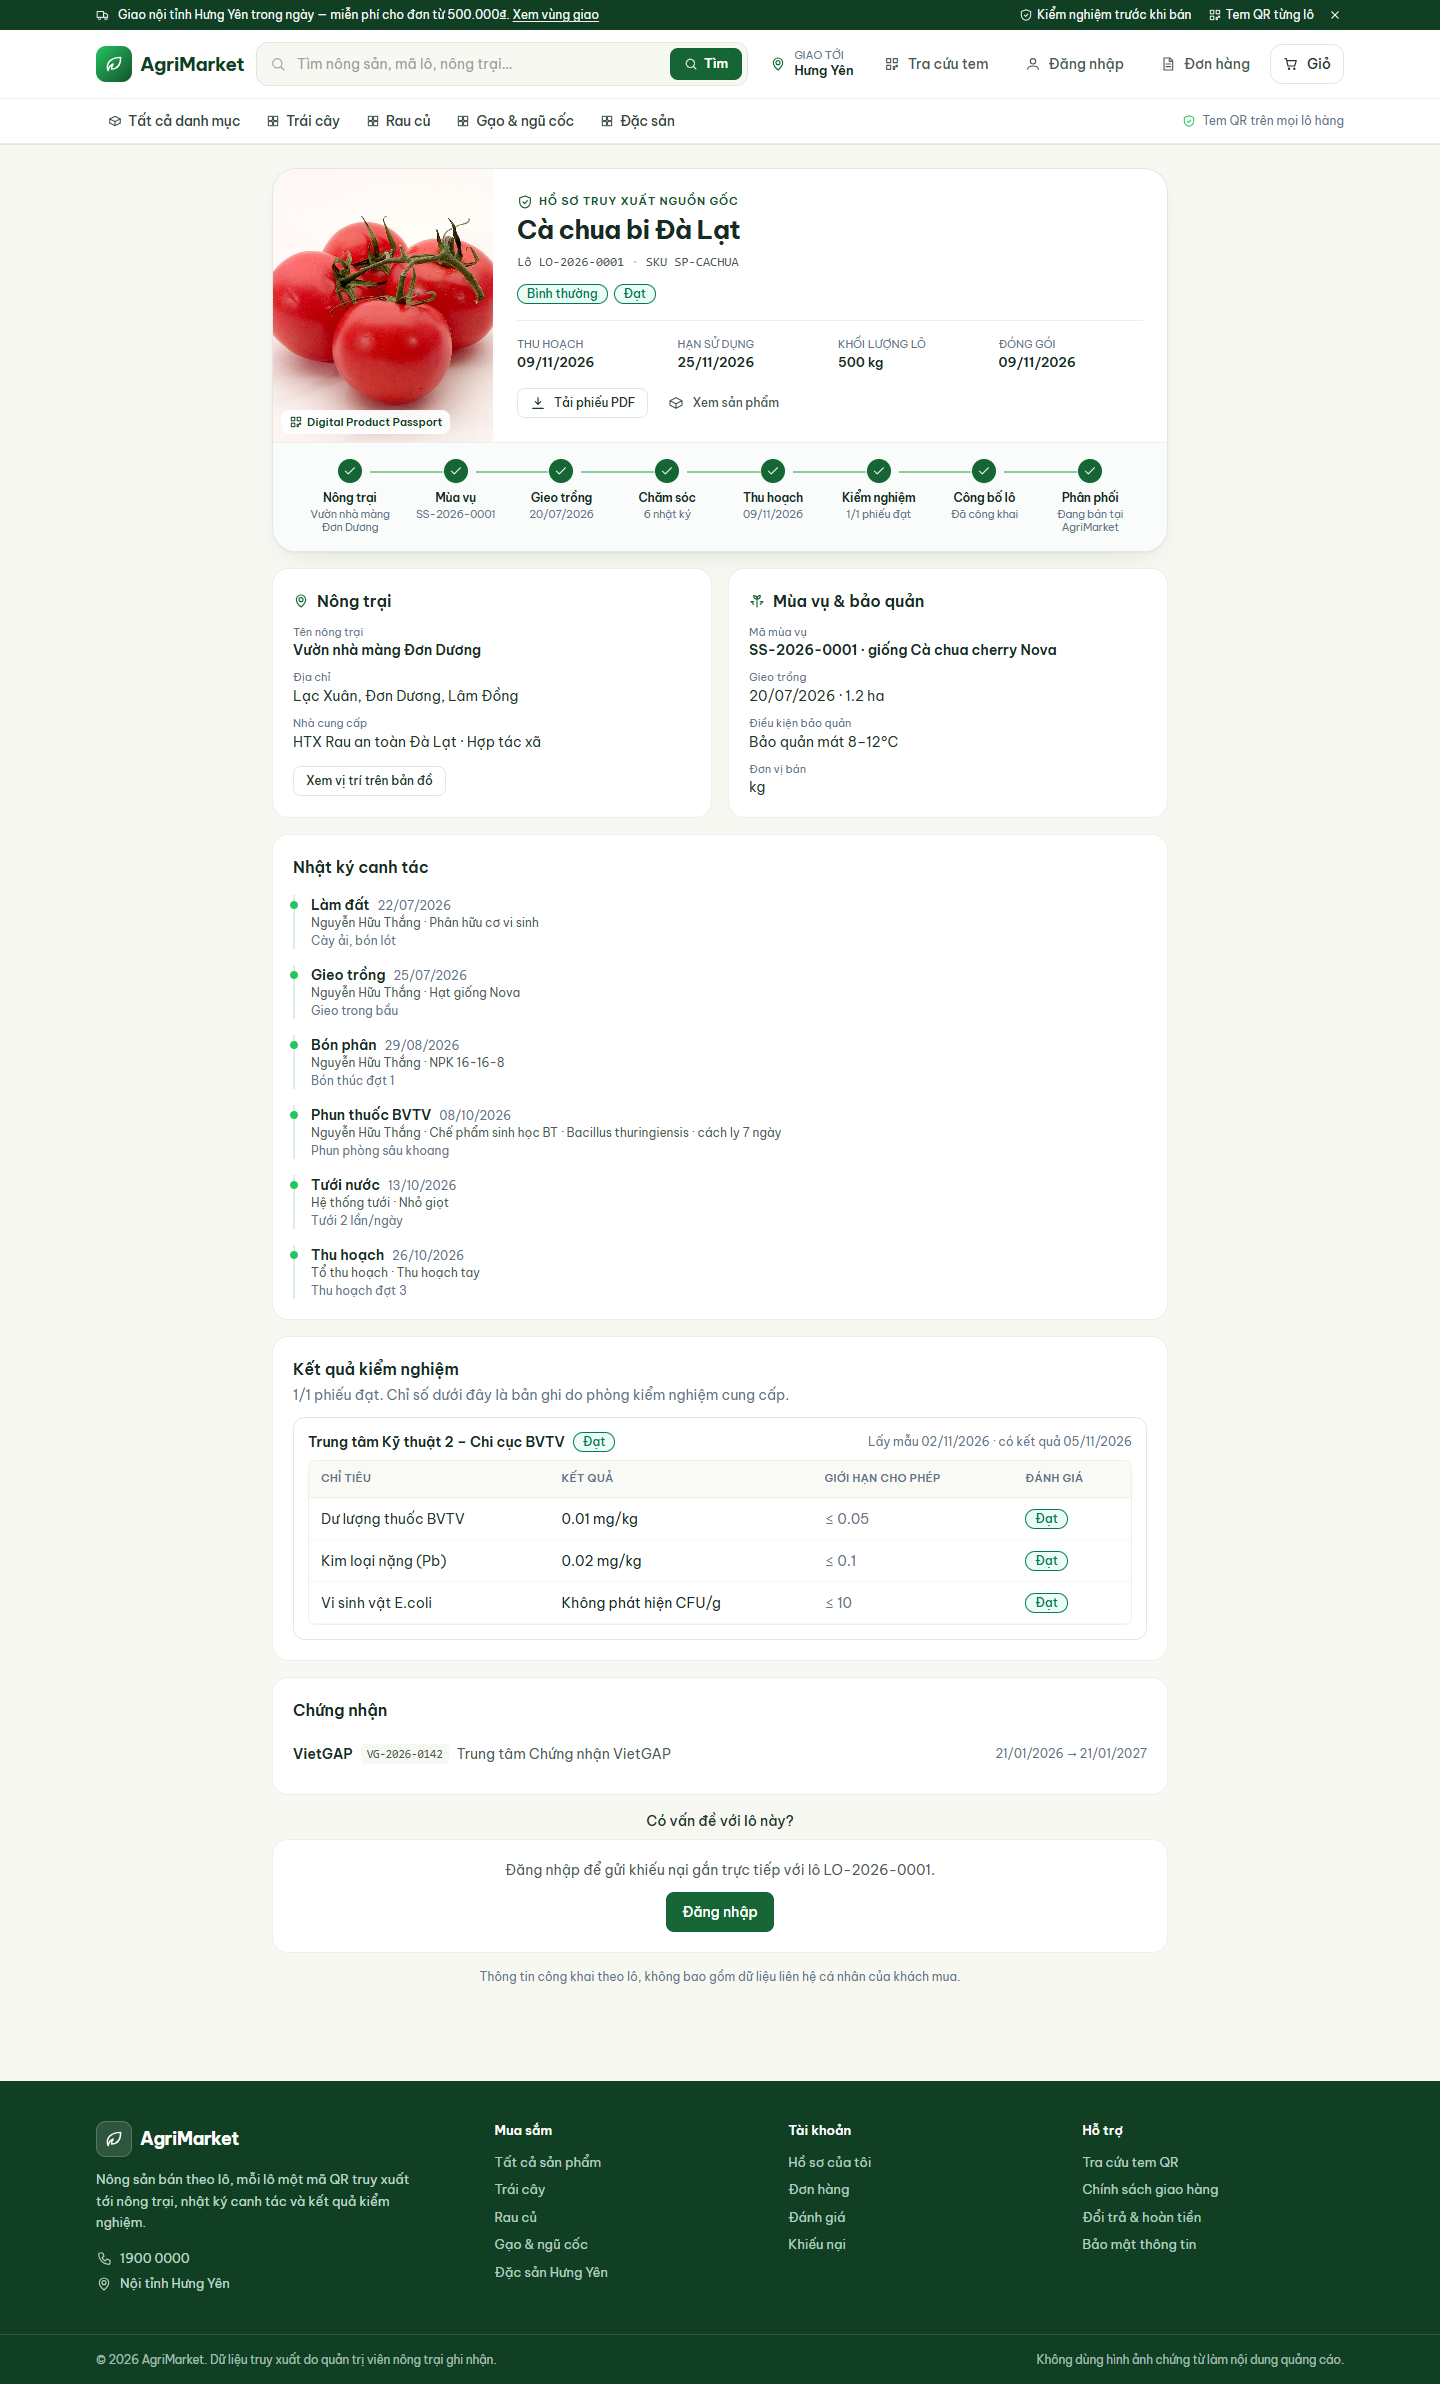 Giao nội tỉnh Hưng Yên trong ngày — miễn phí cho đơn từ 500.000₫. Xem vùng giao
Kiểm nghiệm trước khi bán
Tem QR từng lô
AgriMarket
Tìm nông sản, mã lô, nông trại...
Tìm
GIAO TỚI
Hưng Yên
Tra cứu tem
Đăng nhập
Đơn hàng
Giỏ
Tất cả danh mục
Trái cây
Rau củ
Gạo & ngũ cốc
Đặc sản
Tem QR trên mọi lô hàng
HỒ SƠ TRUY XUẤT NGUỒN GỐC
Cà chua bi Đà Lạt
Lô LO-2026-0001 · SKU SP-CACHUA
Bình thường
Đạt
THU HOẠCH
09/11/2026
HẠN SỬ DỤNG
25/11/2026
KHỐI LƯỢNG LÔ
500 kg
ĐÓNG GÓI
09/11/2026
Tải phiếu PDF
Xem sản phẩm
Digital Product Passport
Nông trại
Vườn nhà màng
Đơn Dương
Mùa vụ
SS-2026-0001
Gieo trồng
20/07/2026
Chăm sóc
6 nhật ký
Thu hoạch
09/11/2026
Kiểm nghiệm
1/1 phiếu đạt
Công bố lô
Đã công khai
Phân phối
Đang bán tại
AgriMarket
Nông trại
Tên nông trại
Vườn nhà màng Đơn Dương
Địa chỉ
Lạc Xuân, Đơn Dương, Lâm Đồng
Nhà cung cấp
HTX Rau an toàn Đà Lạt · Hợp tác xã
Xem vị trí trên bản đồ
Mùa vụ & bảo quản
Mã mùa vụ
SS-2026-0001 · giống Cà chua cherry Nova
Gieo trồng
20/07/2026 · 1.2 ha
Điều kiện bảo quản
Bảo quản mát 8–12°C
Đơn vị bán
kg
Nhật ký canh tác
Làm đất 22/07/2026
Nguyễn Hữu Thắng · Phân hữu cơ vi sinh
Cày ải, bón lót
Gieo trồng 25/07/2026
Nguyễn Hữu Thắng · Hạt giống Nova
Gieo trong bầu
Bón phân 29/08/2026
Nguyễn Hữu Thắng · NPK 16-16-8
Bón thúc đợt 1
Phun thuốc BVTV 08/10/2026
Nguyễn Hữu Thắng · Chế phẩm sinh học BT · Bacillus thuringiensis · cách ly 7 ngày
Phun phòng sâu khoang
Tưới nước 13/10/2026
Hệ thống tưới · Nhỏ giọt
Tưới 2 lần/ngày
Thu hoạch 26/10/2026
Tổ thu hoạch · Thu hoạch tay
Thu hoạch đợt 3
Kết quả kiểm nghiệm
1/1 phiếu đạt. Chỉ số dưới đây là bản ghi do phòng kiểm nghiệm cung cấp.
Trung tâm Kỹ thuật 2 – Chi cục BVTV Đạt
Lấy mẫu 02/11/2026 · có kết quả 05/11/2026
CHỈ TIÊU KẾT QUẢ GIỚI HẠN CHO PHÉP ĐÁNH GIÁ
Dư lượng thuốc BVTV 0.01 mg/kg ≤ 0.05 Đạt
Kim loại nặng (Pb) 0.02 mg/kg ≤ 0.1 Đạt
Vi sinh vật E.coli Không phát hiện CFU/g ≤ 10 Đạt
Chứng nhận
VietGAP VG-2026-0142 Trung tâm Chứng nhận VietGAP
21/01/2026 → 21/01/2027
Có vấn đề với lô này?
Đăng nhập để gửi khiếu nại gắn trực tiếp với lô LO-2026-0001.
Đăng nhập
Thông tin công khai theo lô, không bao gồm dữ liệu liên hệ cá nhân của khách mua.
AgriMarket
Nông sản bán theo lô, mỗi lô một mã QR truy xuất
tới nông trại, nhật ký canh tác và kết quả kiểm
nghiệm.
1900 0000
Nội tỉnh Hưng Yên
Mua sắm
Tất cả sản phẩm
Trái cây
Rau củ
Gạo & ngũ cốc
Đặc sản Hưng Yên
Tài khoản
Hồ sơ của tôi
Đơn hàng
Đánh giá
Khiếu nại
Hỗ trợ
Tra cứu tem QR
Chính sách giao hàng
Đổi trả & hoàn tiền
Bảo mật thông tin
© 2026 AgriMarket. Dữ liệu truy xuất do quản trị viên nông trại ghi nhận.
Không dùng hình ảnh chứng từ làm nội dung quảng cáo.